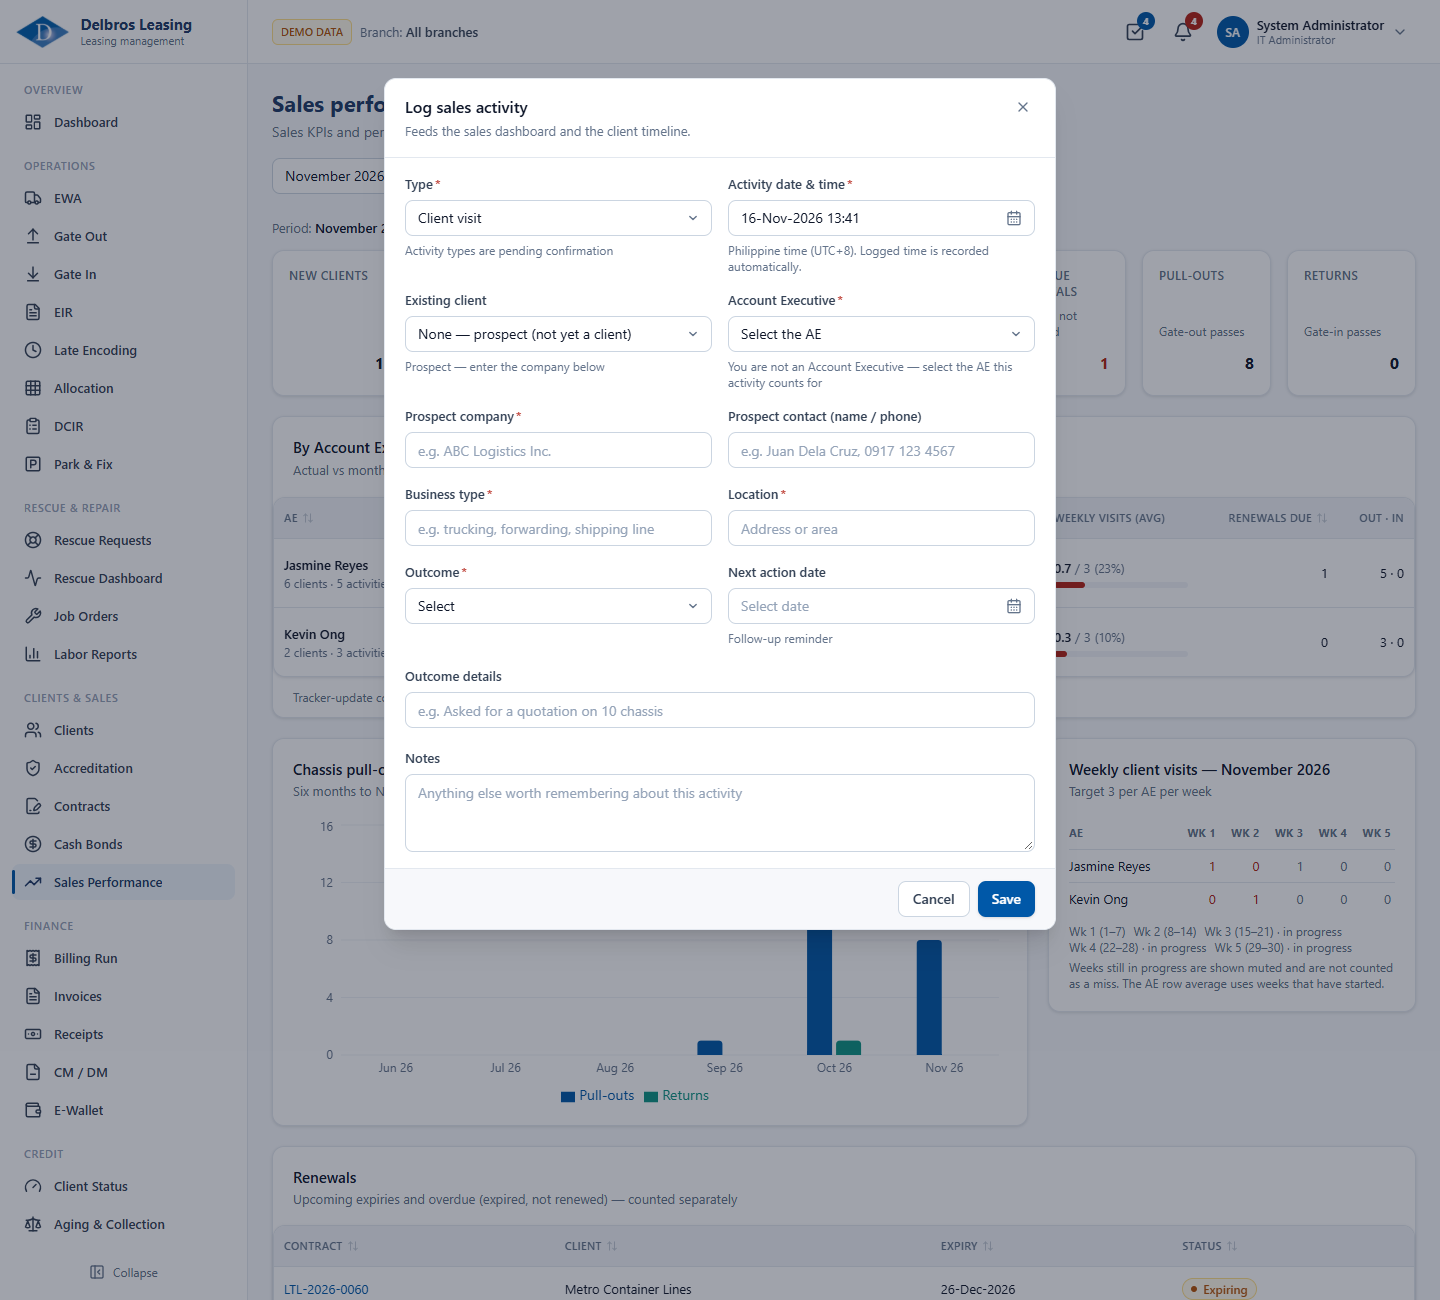 Delbros Leasing
Leasing management
DEMO DATA
Branch: All branches
4
4
SA
System Administrator
IT Administrator
OVERVIEW
Dashboard
OPERATIONS
EWA
Gate Out
Gate In
EIR
Late Encoding
Allocation
DCIR
Park & Fix
RESCUE & REPAIR
Rescue Requests
Rescue Dashboard
Job Orders
Labor Reports
CLIENTS & SALES
Clients
Accreditation
Contracts
Cash Bonds
Sales Performance
FINANCE
Billing Run
Invoices
Receipts
CM / DM
E-Wallet
CREDIT
Client Status
Aging & Collection
Collapse
Sales perfo
Sales KPIs and per
November 2026
Period: November 2
NEW CLIENTS
1
UE
ALS
not
1
PULL-OUTS
Gate-out passes
8
RETURNS
Gate-in passes
0
By Account Ex
Actual vs month
AE
WEEKLY VISITS (AVG)
RENEWALS DUE
OUT · IN
Jasmine Reyes
6 clients · 5 activitie
0.7 / 3 (23%)
1
5 · 0
Kevin Ong
2 clients · 3 activitie
0.3 / 3 (10%)
0
3 · 0
Tracker-update co
Log sales activity
Feeds the sales dashboard and the client timeline.
Type*
Client visit
Activity types are pending confirmation
Activity date & time*
16-Nov-2026 13:41
Philippine time (UTC+8). Logged time is recorded
automatically.
Existing client
None — prospect (not yet a client)
Prospect — enter the company below
Account Executive*
Select the AE
You are not an Account Executive — select the AE this
activity counts for
Prospect company*
e.g. ABC Logistics Inc.
Prospect contact (name / phone)
e.g. Juan Dela Cruz, 0917 123 4567
Business type*
e.g. trucking, forwarding, shipping line
Location*
Address or area
Outcome*
Select
Next action date
Select date
Follow-up reminder
Outcome details
e.g. Asked for a quotation on 10 chassis
Notes
Anything else worth remembering about this activity
Cancel
Save
Chassis pull-o
Six months to N
16
12
8
4
0
Jun 26
Jul 26
Aug 26
Sep 26
Oct 26
Nov 26
Pull-outs
Returns
Weekly client visits — November 2026
Target 3 per AE per week
AE WK 1 WK 2 WK 3 WK 4 WK 5
Jasmine Reyes 1 0 1 0 0
Kevin Ong 0 1 0 0 0
Wk 1 (1–7) Wk 2 (8–14) Wk 3 (15–21) · in progress
Wk 4 (22–28) · in progress Wk 5 (29–30) · in progress
Weeks still in progress are shown muted and are not counted
as a miss. The AE row average uses weeks that have started.
Renewals
Upcoming expiries and overdue (expired, not renewed) — counted separately
CONTRACT
CLIENT
EXPIRY
STATUS
LTL-2026-0060
Metro Container Lines
26-Dec-2026
Expiring